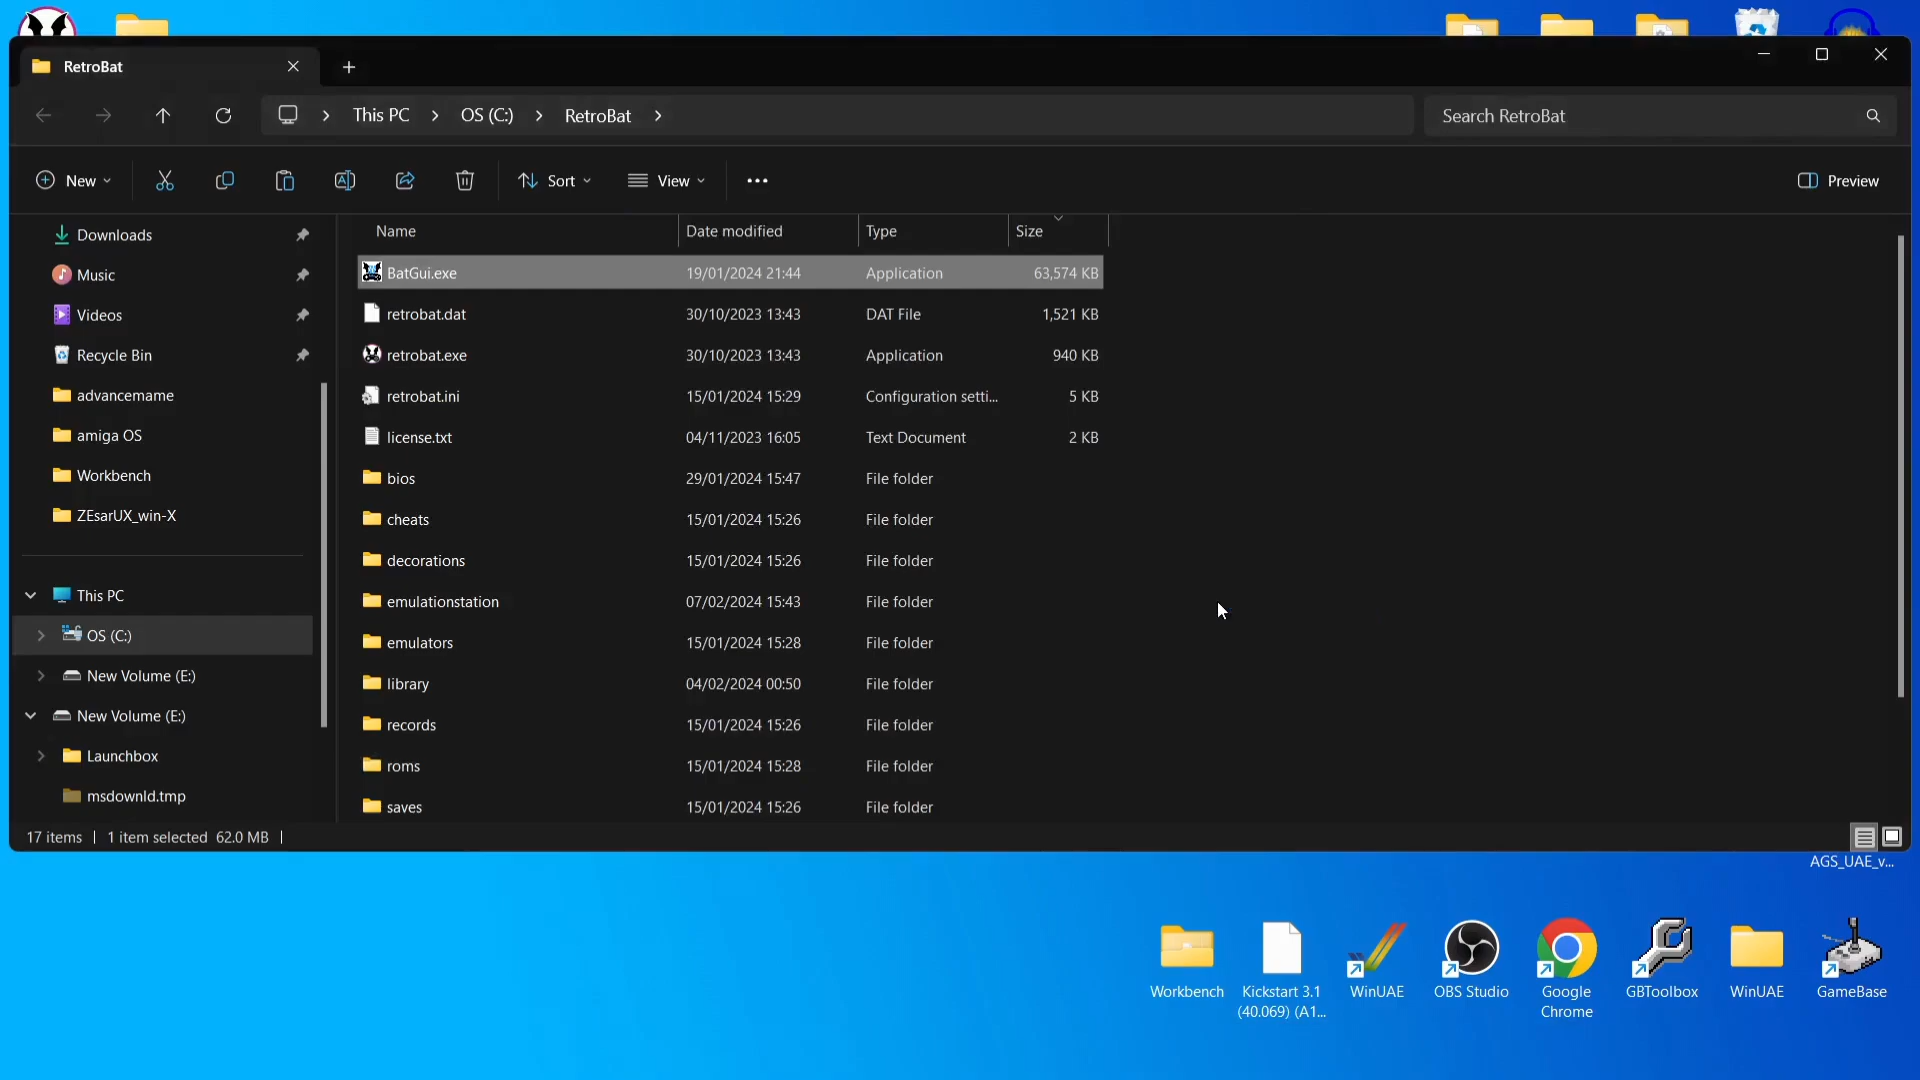 RetroBat
This PC
OS (C:)
RetroBat
Search RetroBat
New
Sort
View
Preview
Downloads
Music
Videos
Recycle Bin
advancemame
amiga OS
Workbench
ZEsarUX_win-X
This PC
OS (C:)
New Volume (E:)
New Volume (E:)
Launchbox
msdownld.tmp
Name Date modified Type Size
BatGui.exe 19/01/2024 21:44 Application 63,574 KB
retrobat.dat 30/10/2023 13:43 DAT File 1,521 KB
retrobat.exe 30/10/2023 13:43 Application 940 KB
retrobat.ini 15/01/2024 15:29 Configuration setti... 5 KB
license.txt 04/11/2023 16:05 Text Document 2 KB
bios 29/01/2024 15:47 File folder
cheats 15/01/2024 15:26 File folder
decorations 15/01/2024 15:26 File folder
emulationstation 07/02/2024 15:43 File folder
emulators 15/01/2024 15:28 File folder
library 04/02/2024 00:50 File folder
records 15/01/2024 15:26 File folder
roms 15/01/2024 15:28 File folder
saves 15/01/2024 15:26 File folder
17 items 1 item selected 62.0 MB
AGS_UAE_v...
Workbench
Kickstart 3.1
(40.069) (A1...
WinUAE
OBS Studio
Google
Chrome
GBToolbox
WinUAE
GameBase